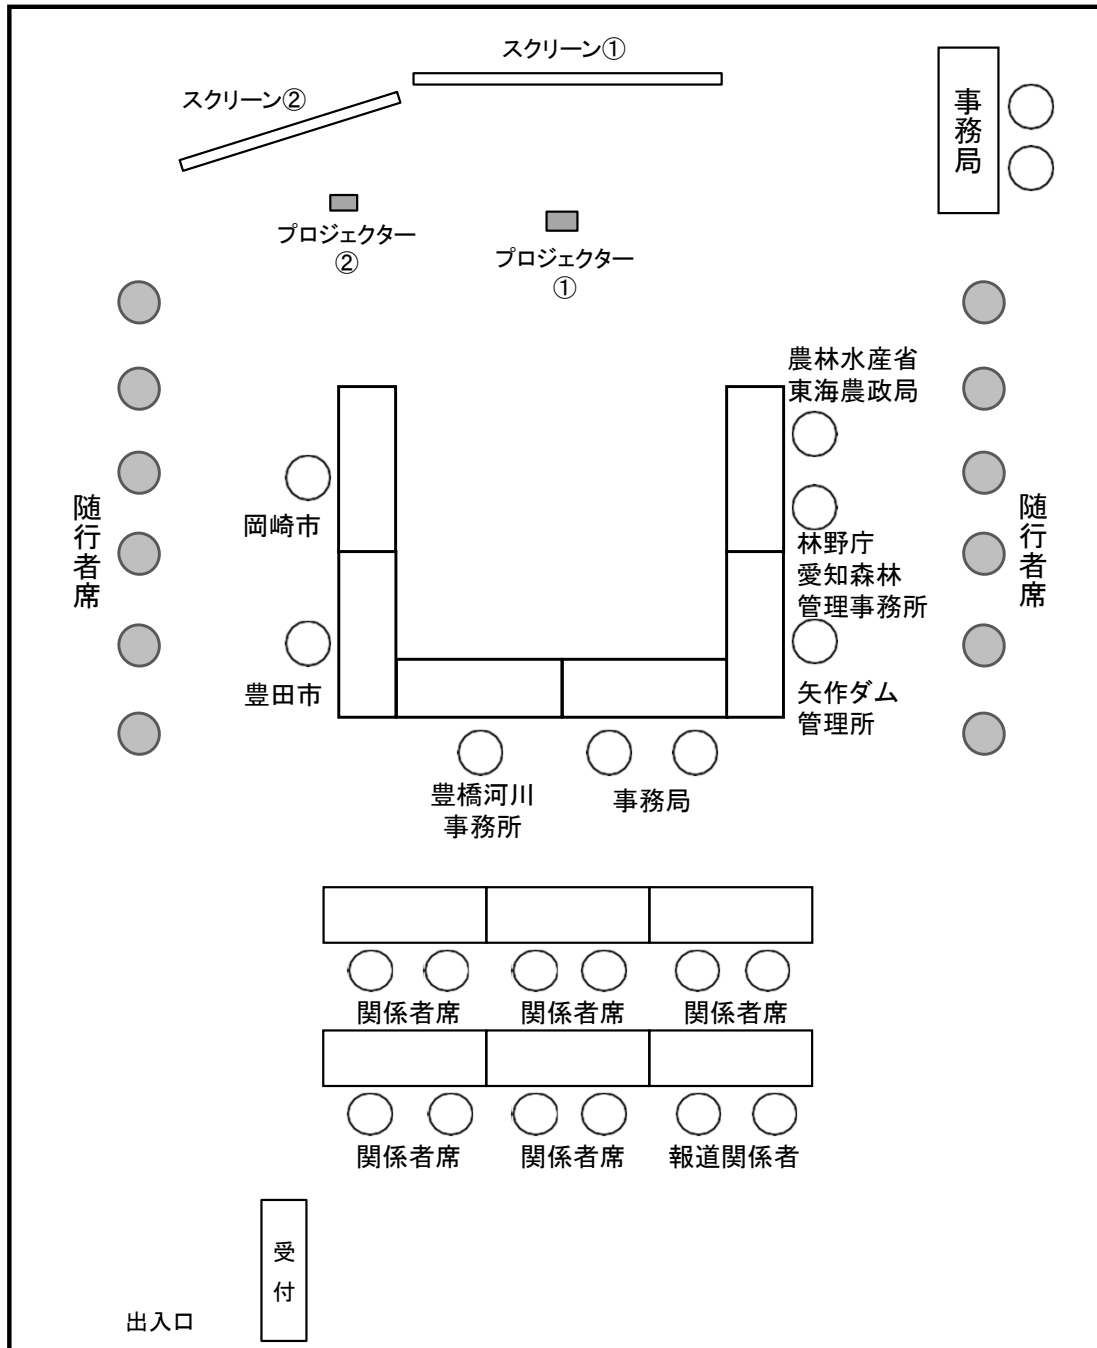 スクリーン①
スクリーン②
事務局
プロジェクター
②
プロジェクター
①
農林水産省
東海農政局
随行者席
岡崎市
林野庁
愛知森林
管理事務所
随行者席
豊田市
矢作ダム
管理所
豊橋河川
事務所
事務局
関係者席
関係者席
関係者席
関係者席
関係者席
報道関係者
受付
出入口